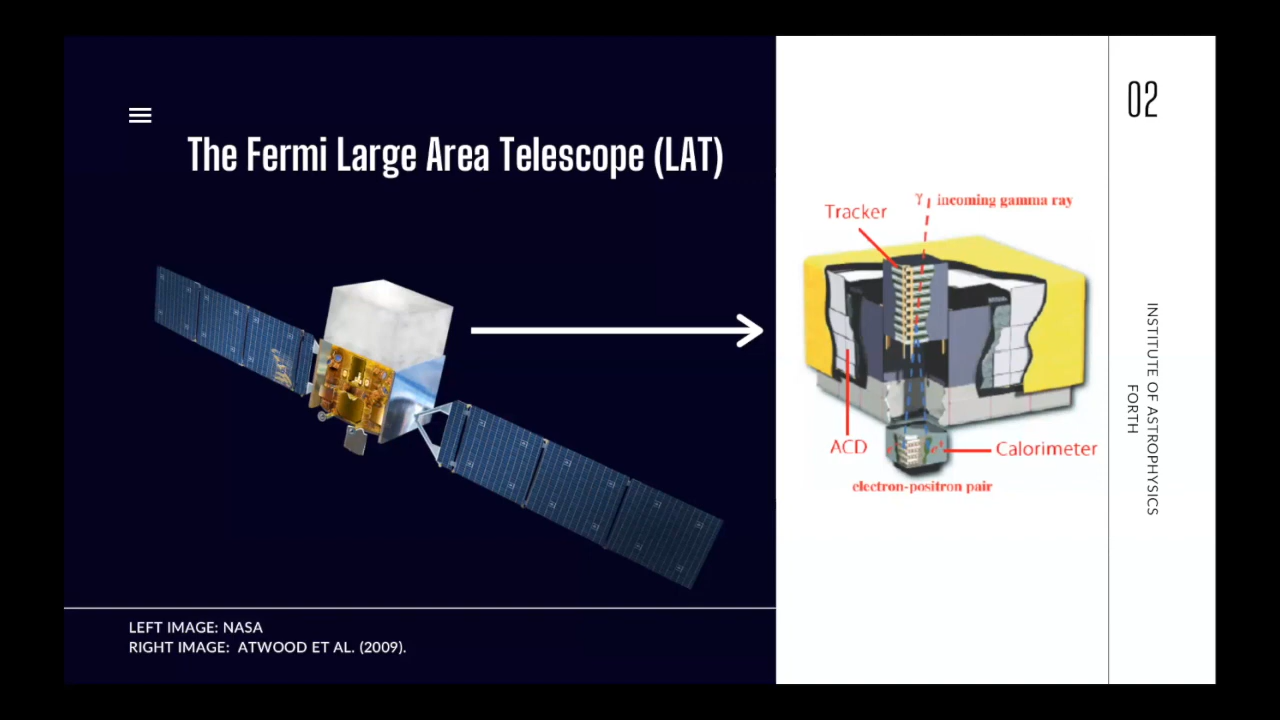 The Fermi Large Area Telescope (LAT)
LEFT IMAGE: NASA
RIGHT IMAGE: ATWOOD ET AL. (2009).
γ incoming gamma ray
Tracker
ACD
e⁺
Calorimeter
electron-positron pair
02
INSTITUTE OF ASTROPHYSICS
FORTH